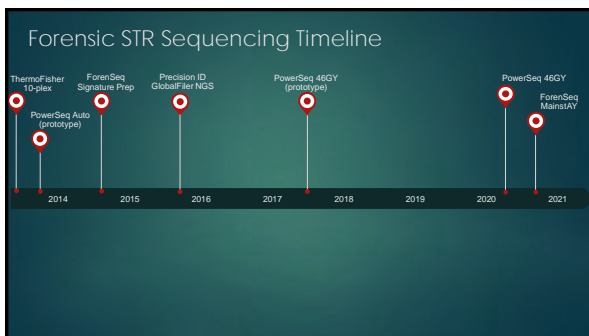 Forensic STR Sequencing Timeline
ThermoFisher
10-plex
PowerSeq Auto
(prototype)
ForenSeq
Signature Prep
Precision ID
GlobalFiler NGS
PowerSeq 46GY
(prototype)
PowerSeq 46GY
ForenSeq
MainstAY
2014 2015 2016 2017 2018 2019 2020 2021